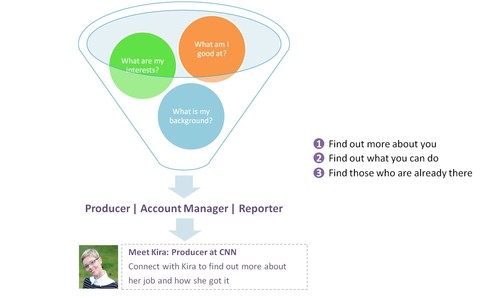 What are my
interests?
What am I
good at?
What is my
background?
1 Find out more about you
2 Find out what you can do
3 Find those who are already there
Producer | Account Manager | Reporter
Meet Kira: Producer at CNN
Connect with Kira to find out more about
her job and how she got it